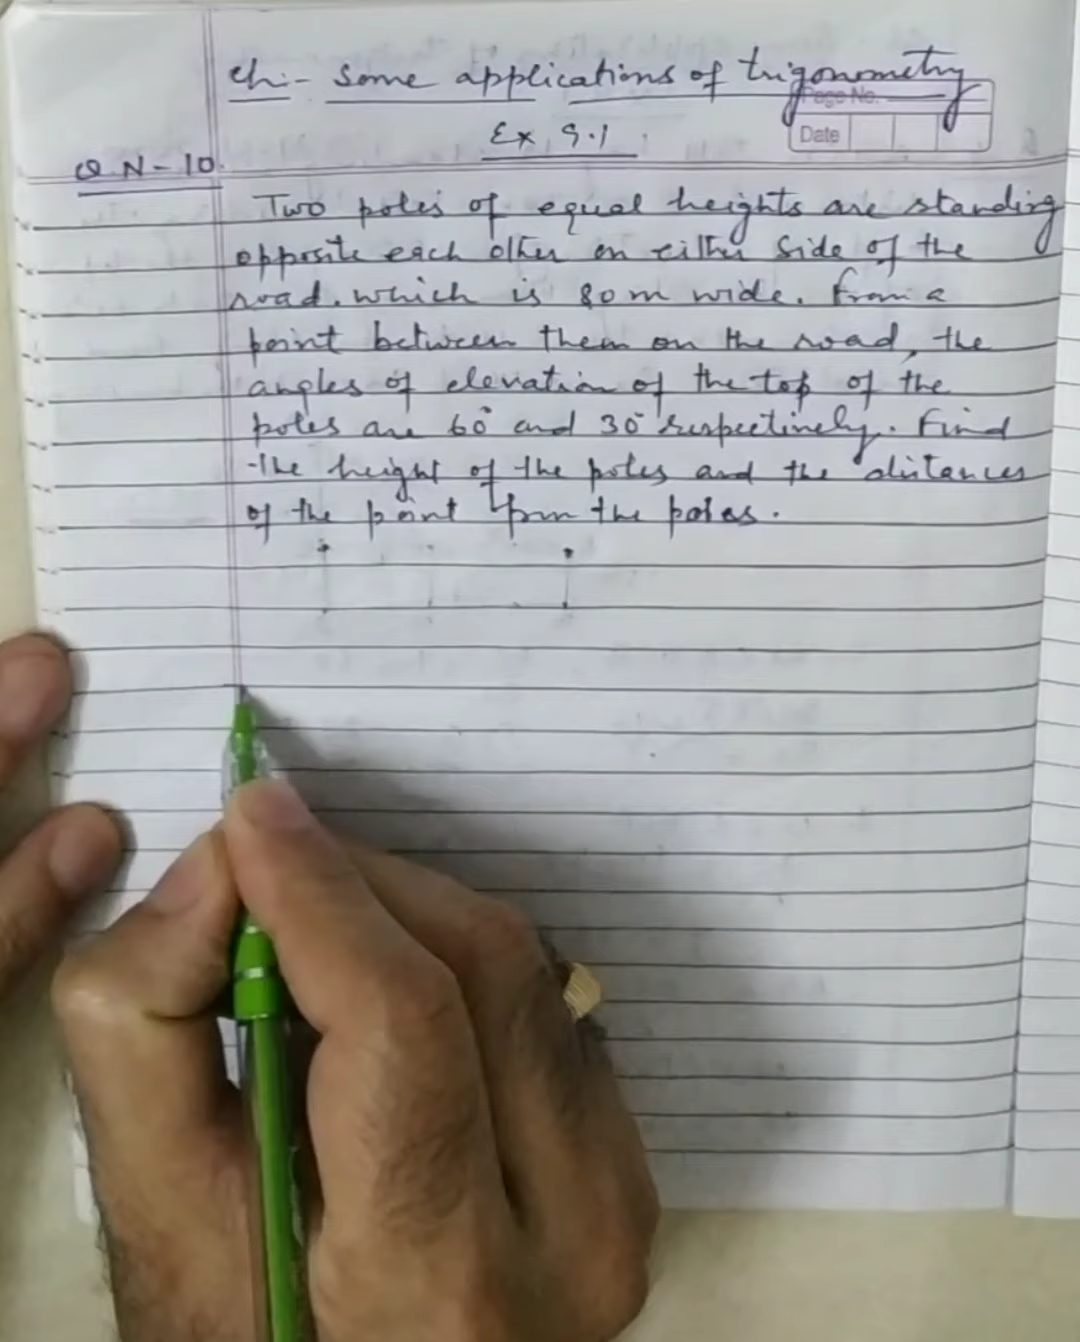 Ch:- Some applications of trigonometry
Page No.
Ex 9.1
Date
Q.N-10.
Two poles of equal heights are standing
opposite each other on either side of the
road, which is 80m wide. From a
point between them on the road, the
angles of elevation of the top of the
poles are 60° and 30° respectively. Find
the height of the poles and the distances
of the point from the poles.